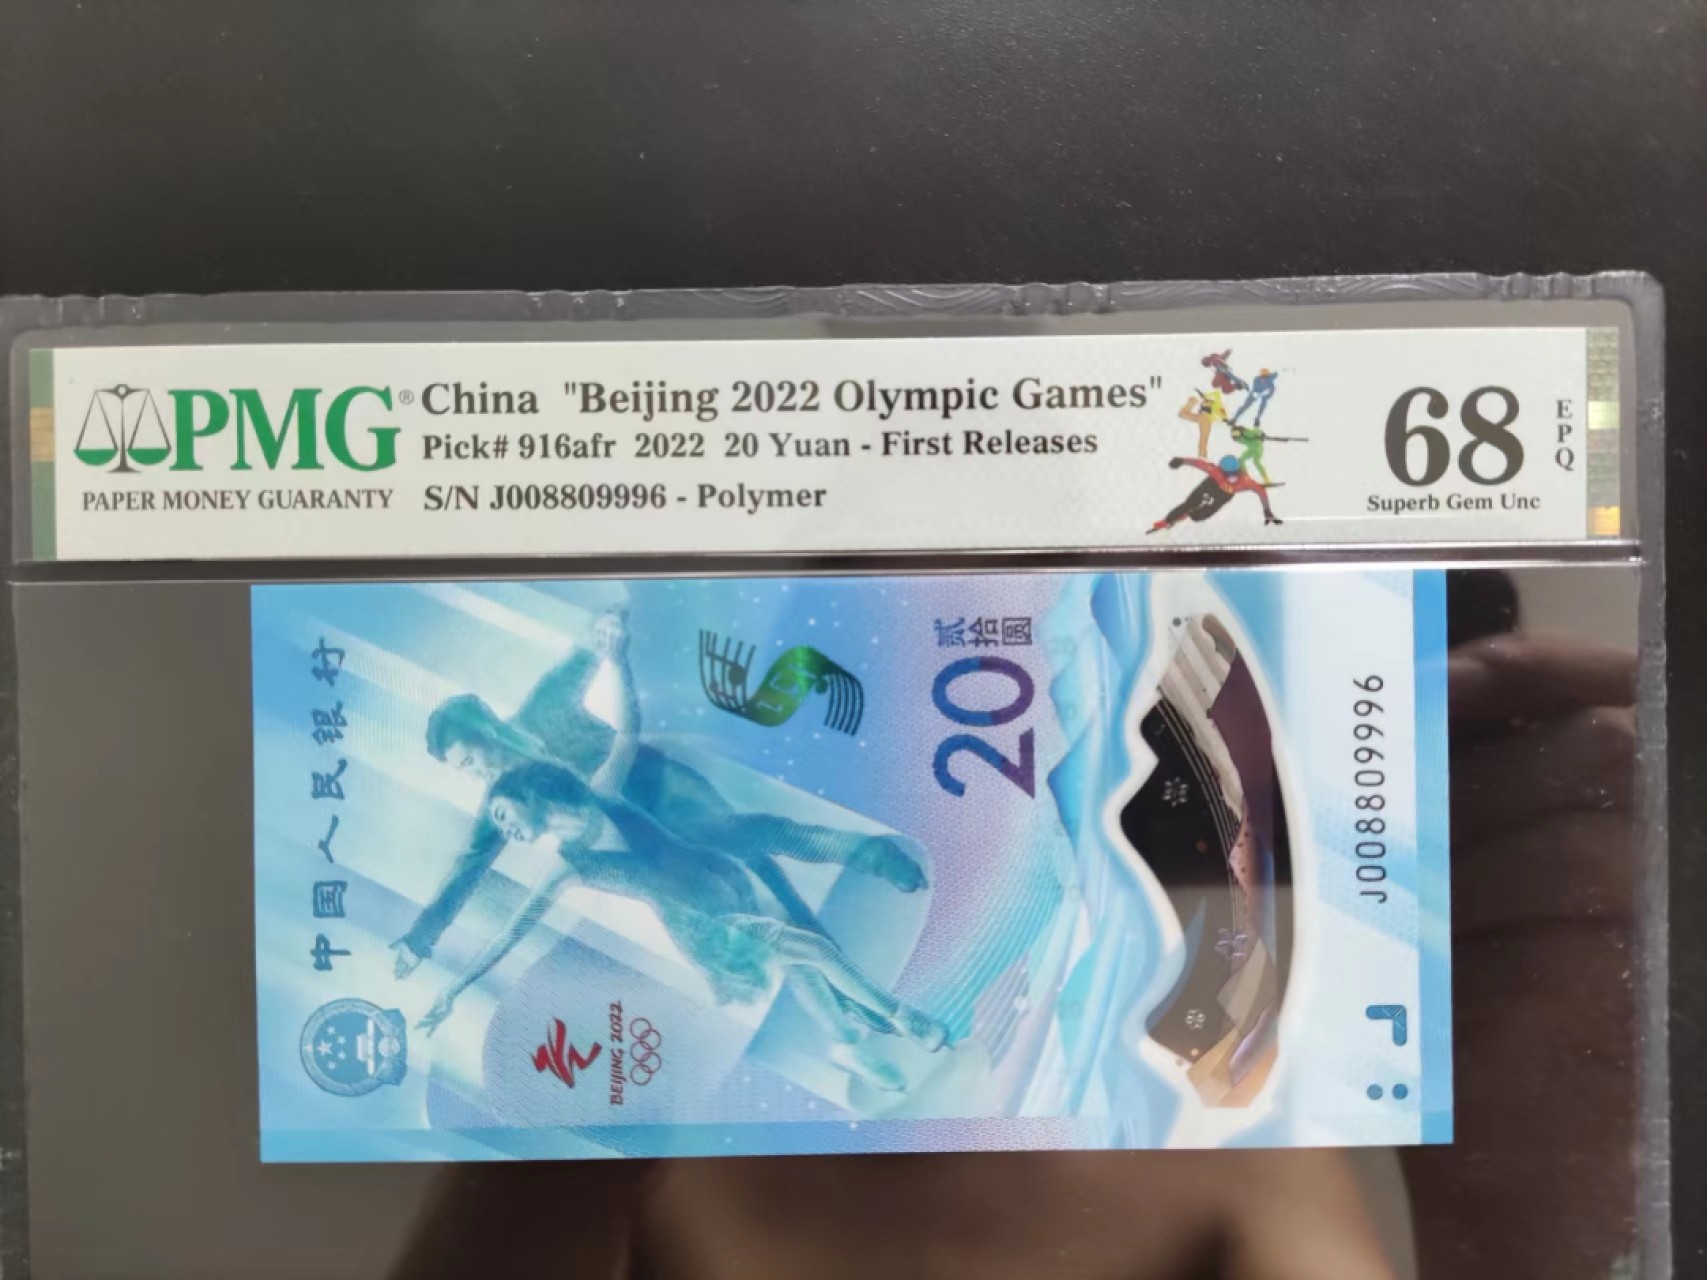 PMG®
PAPER MONEY GUARANTY
China "Beijing 2022 Olympic Games"
Pick# 916afr 2022 20 Yuan - First Releases
S/N J008809996 - Polymer
68
EPQ
Superb Gem Unc
中国人民银行
20
贰拾圆
BEIJING 2022
J008809996